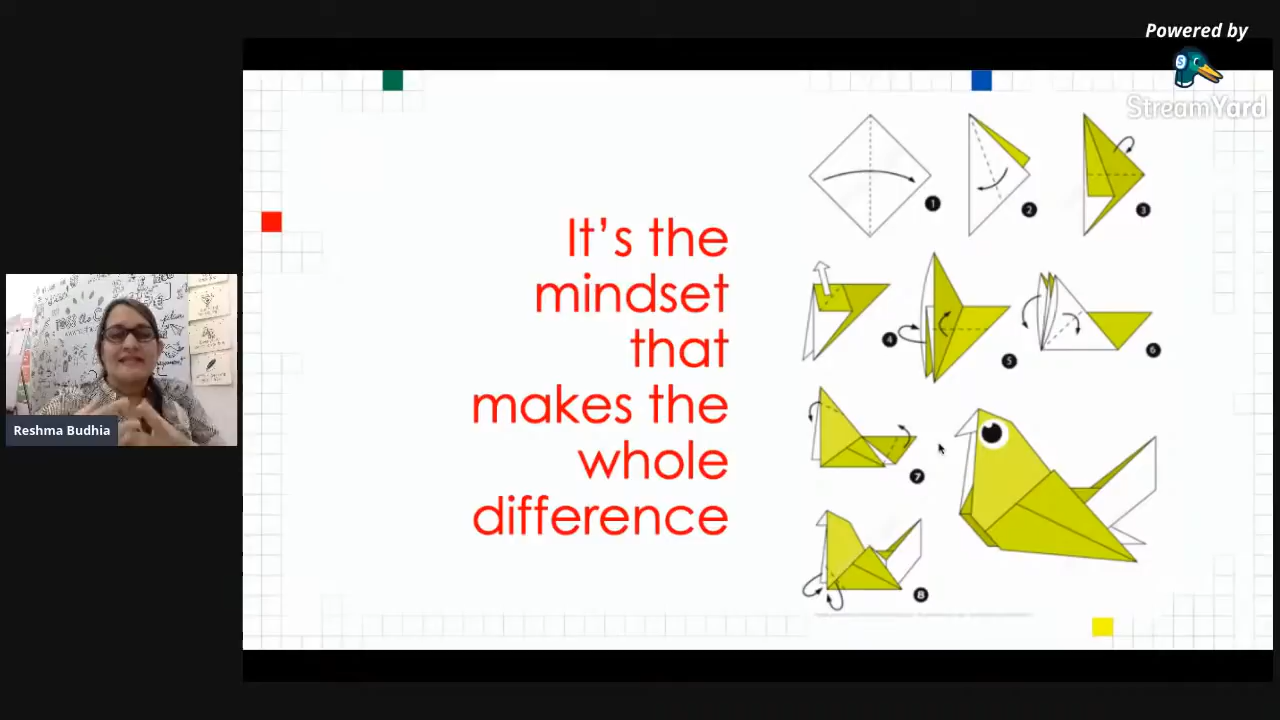 Powered by
StreamYard
It's the
mindset
that
makes the
whole
difference
1
2
3
4
5
6
7
8
Reshma Budhia